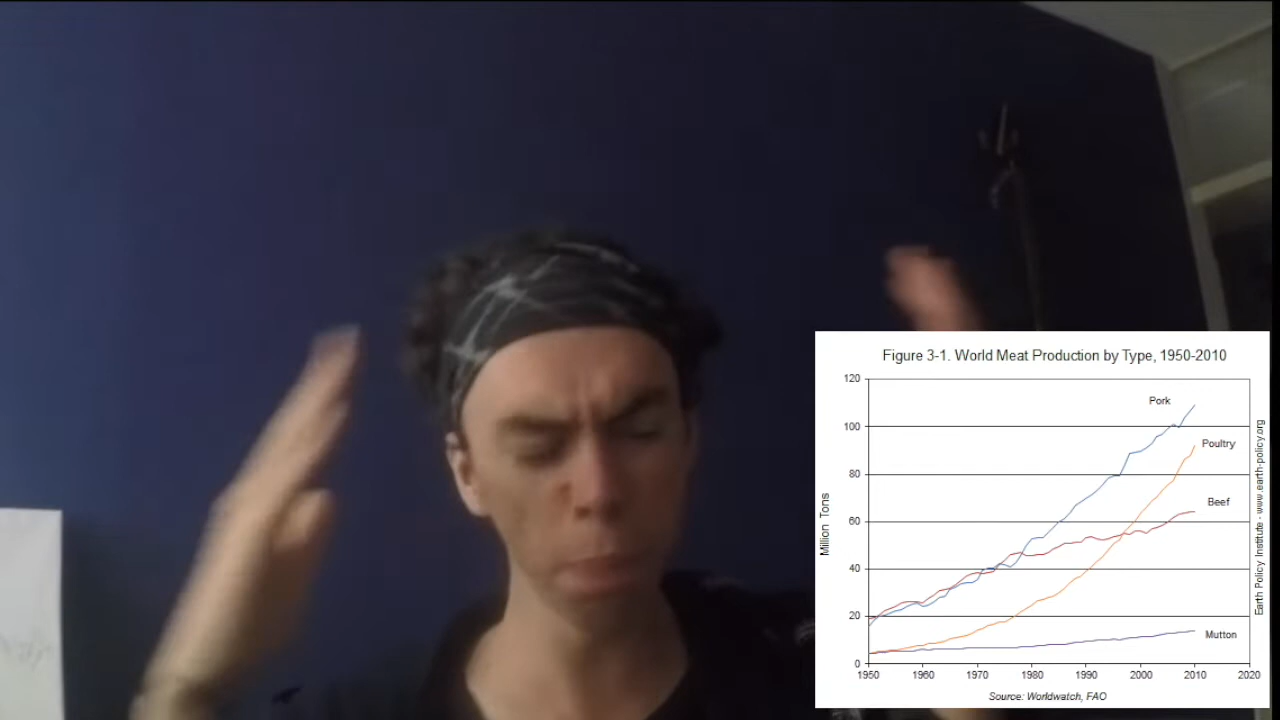 Figure 3-1. World Meat Production by Type, 1950-2010
120
100
80
60
40
20
0
Million Tons
Pork
Poultry
Beef
Mutton
1950 1960 1970 1980 1990 2000 2010 2020
Source: Worldwatch, FAO
Earth Policy Institute - www.earth-policy.org